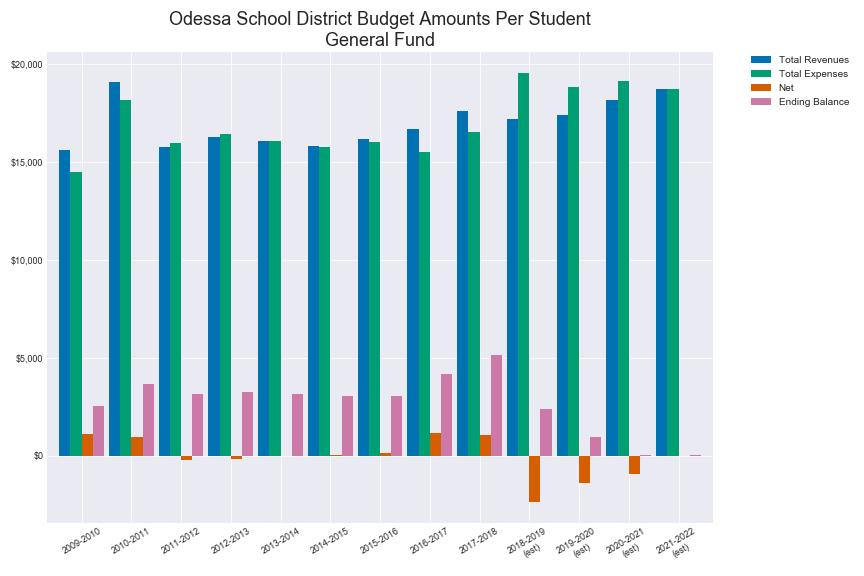 Odessa School District Budget Amounts Per Student
General Fund
Total Revenues
Total Expenses
Net
Ending Balance
$20,000
$15,000
$10,000
$5,000
$0
2009-2010
2010-2011
2011-2012
2012-2013
2013-2014
2014-2015
2015-2016
2016-2017
2017-2018
2018-2019
(est)
2019-2020
(est)
2020-2021
(est)
2021-2022
(est)